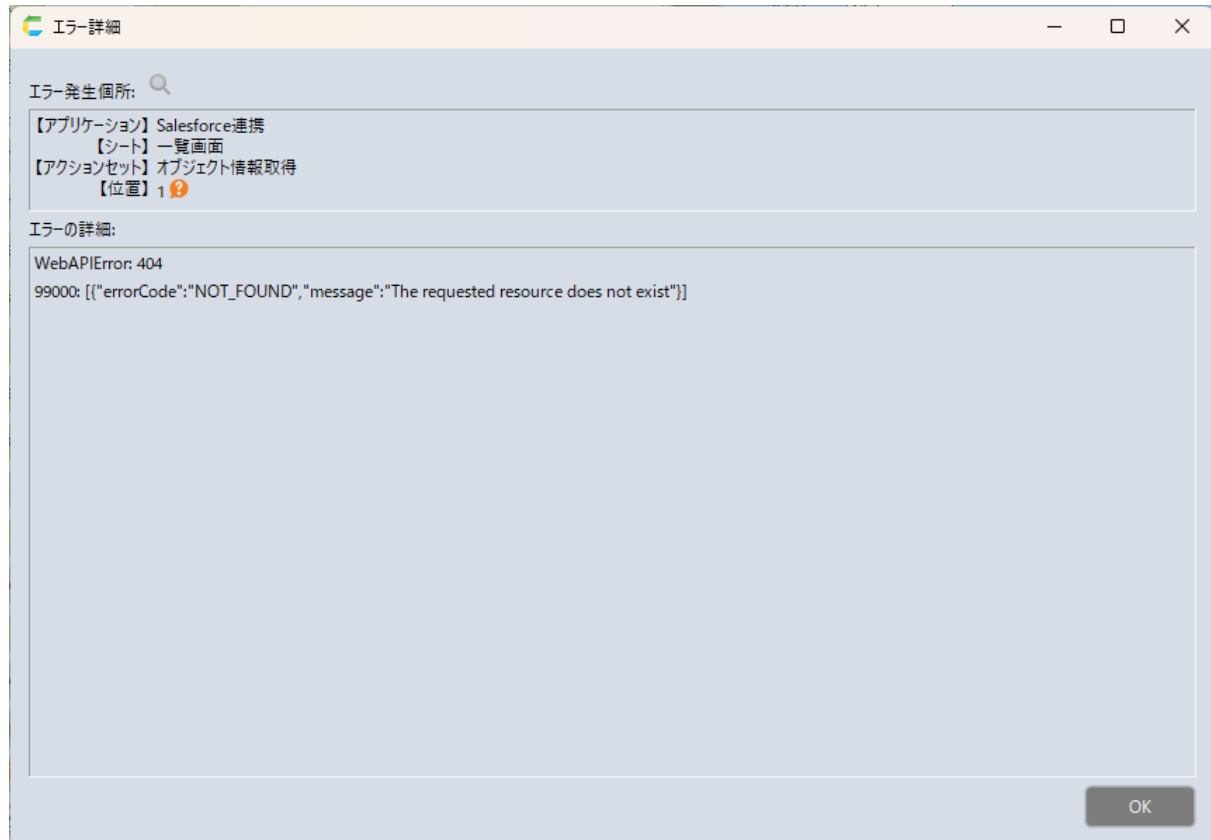 エラー詳細
エラー発生個所:
【アプリケーション】 Salesforce連携
【シート】 一覧画面
【アクションセット】 オブジェクト情報取得
【位置】 1
エラーの詳細:
WebAPIError: 404
99000: [{"errorCode":"NOT_FOUND","message":"The requested resource does not exist"}]
OK